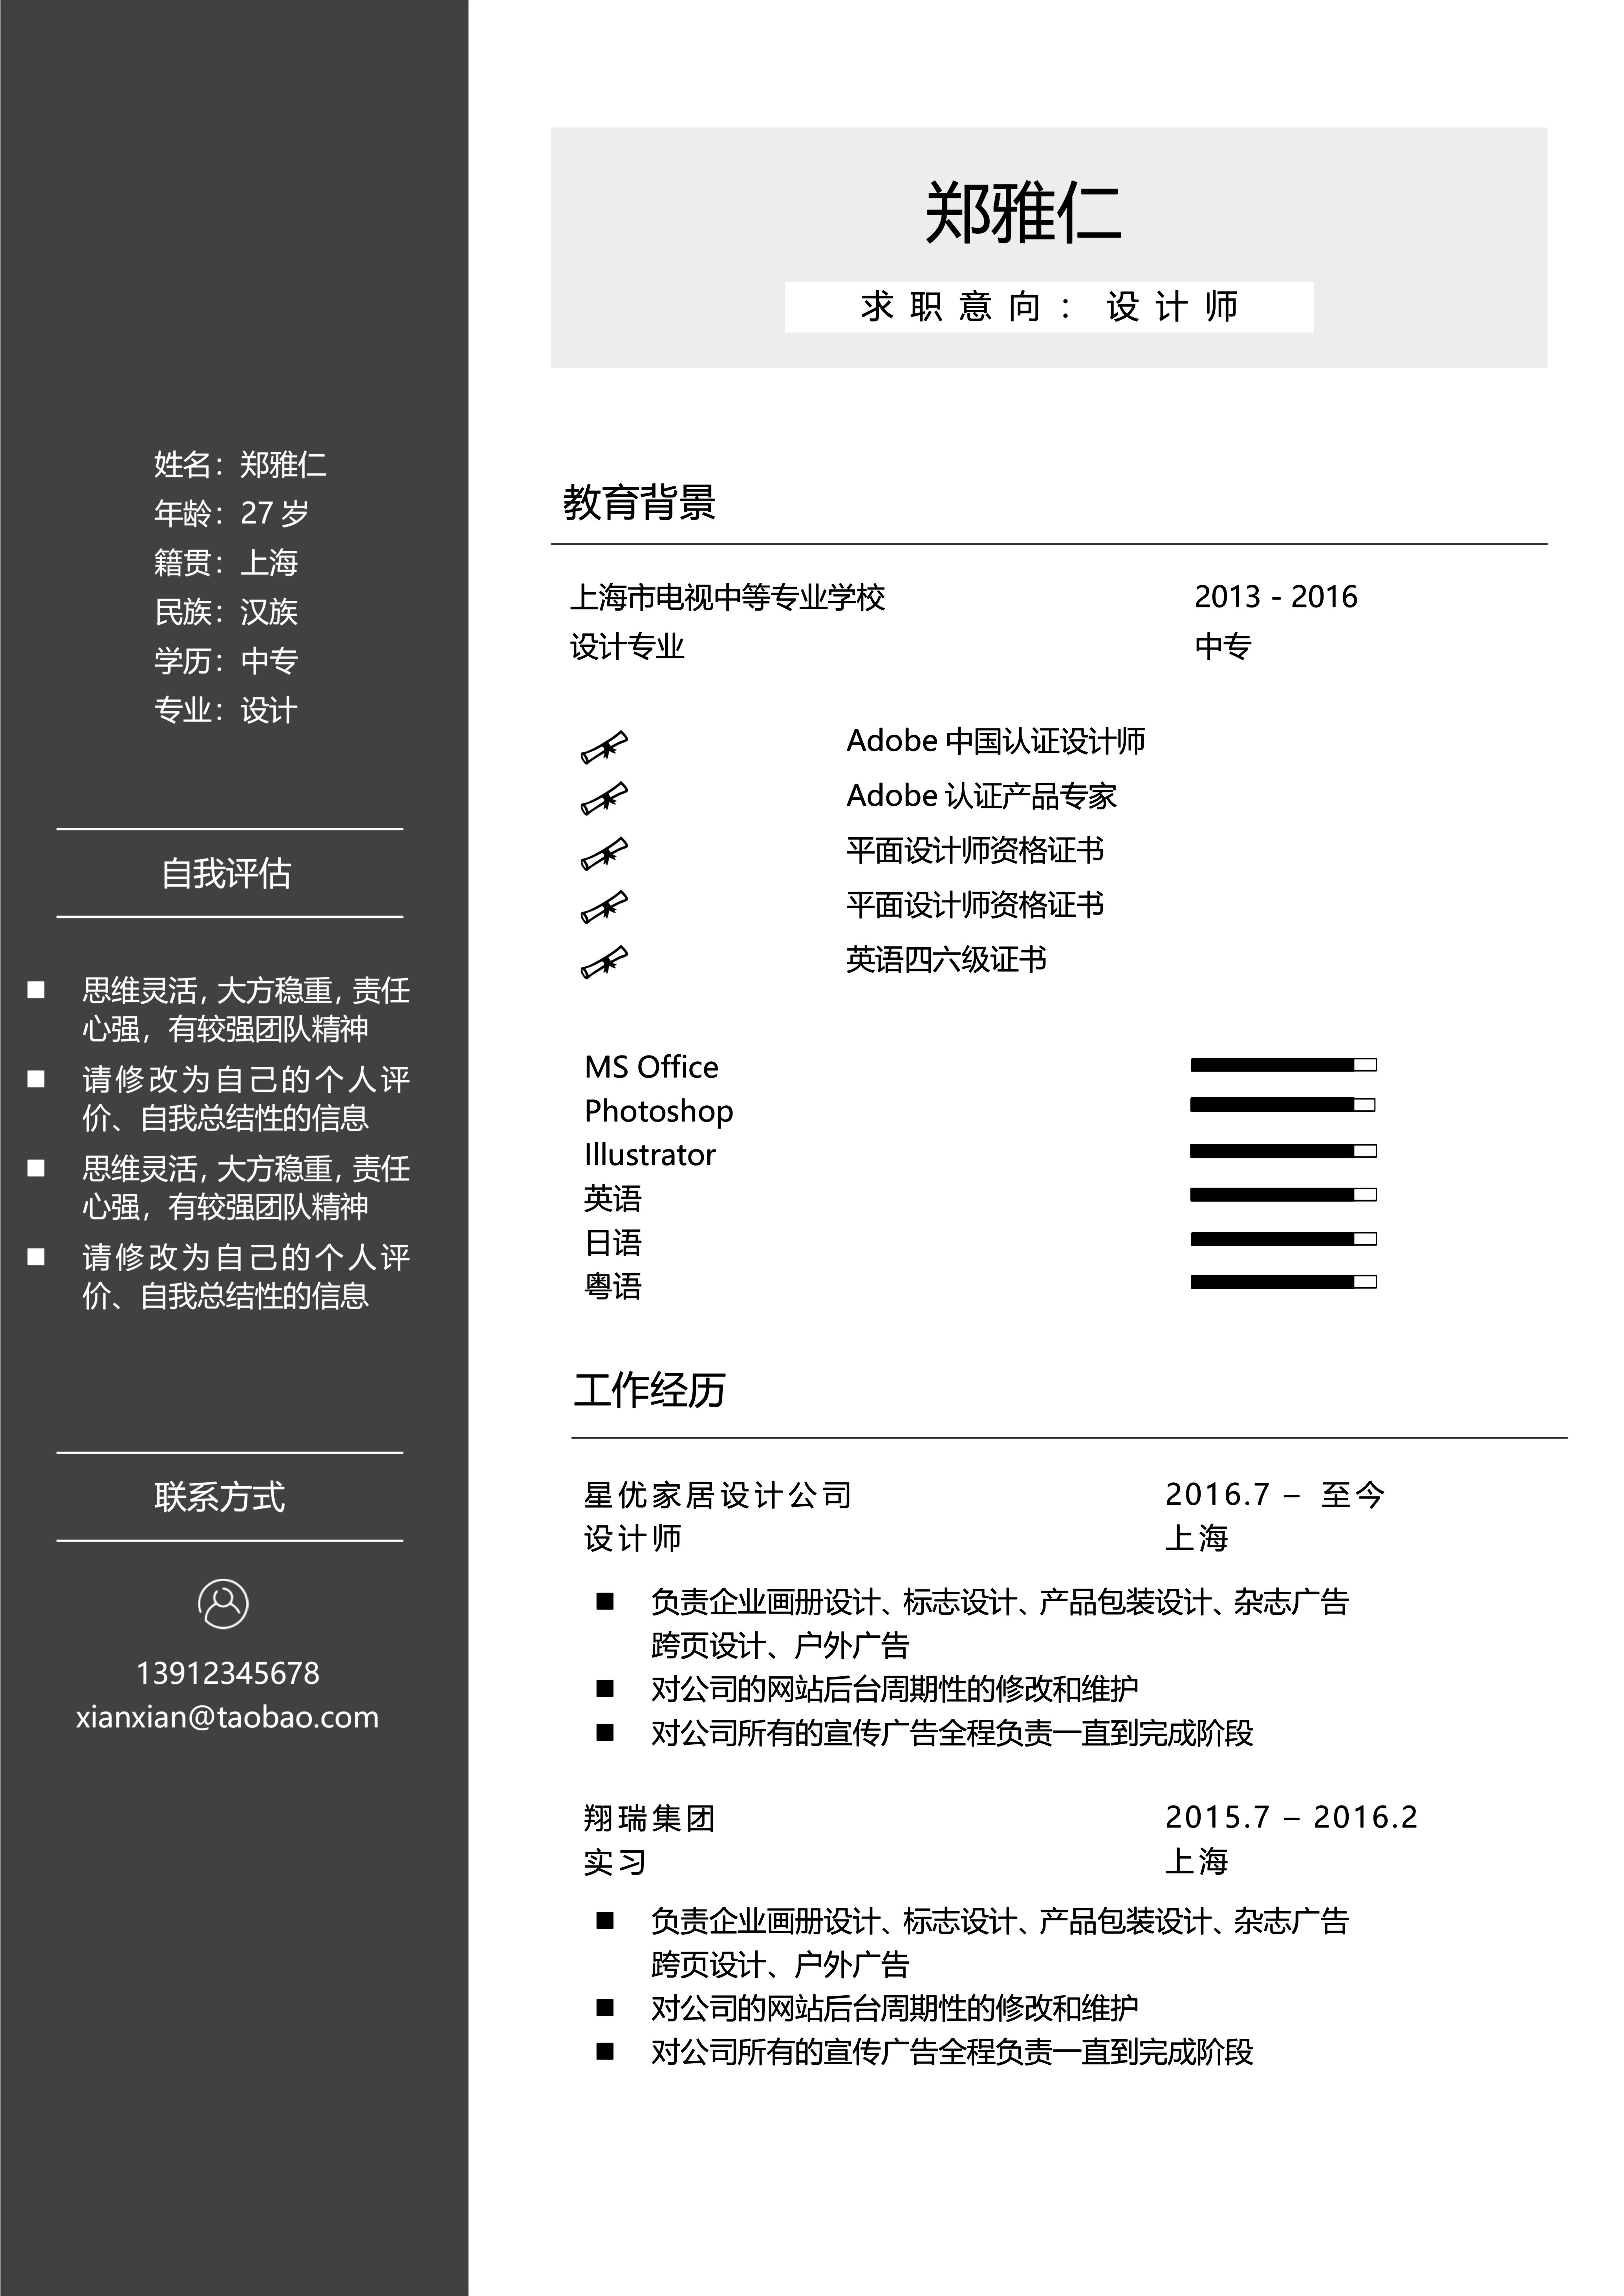 郑雅仁
求职意向：设计师
姓名：郑雅仁
年龄：27 岁
籍贯：上海
民族：汉族
学历：中专
专业：设计
自我评估
思维灵活，大方稳重，责任
心强，有较强团队精神
请修改为自己的个人评
价、自我总结性的信息
思维灵活，大方稳重，责任
心强，有较强团队精神
请修改为自己的个人评
价、自我总结性的信息
联系方式
13912345678
xianxian@taobao.com
教育背景
上海市电视中等专业学校 2013 - 2016
设计专业 中专
Adobe 中国认证设计师
Adobe 认证产品专家
平面设计师资格证书
平面设计师资格证书
英语四六级证书
MS Office
Photoshop
Illustrator
英语
日语
粤语
工作经历
星优家居设计公司 2016.7 – 至今
设计师 上海
负责企业画册设计、标志设计、产品包装设计、杂志广告
跨页设计、户外广告
对公司的网站后台周期性的修改和维护
对公司所有的宣传广告全程负责一直到完成阶段
翔瑞集团 2015.7 – 2016.2
实习 上海
负责企业画册设计、标志设计、产品包装设计、杂志广告
跨页设计、户外广告
对公司的网站后台周期性的修改和维护
对公司所有的宣传广告全程负责一直到完成阶段